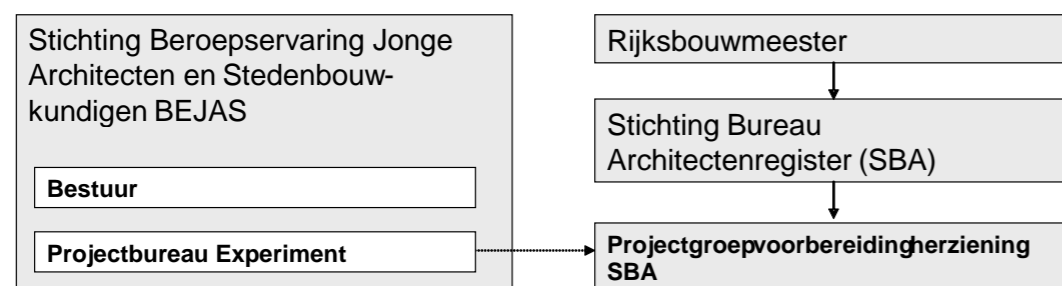 Stichting Beroepservaring Jonge
Architecten en Stedenbouw-
kundigen BEJAS
Bestuur
Projectbureau Experiment
Rijksbouwmeester
Stichting Bureau
Architectenregister (SBA)
Projectgroepvoorbereidingherziening
SBA